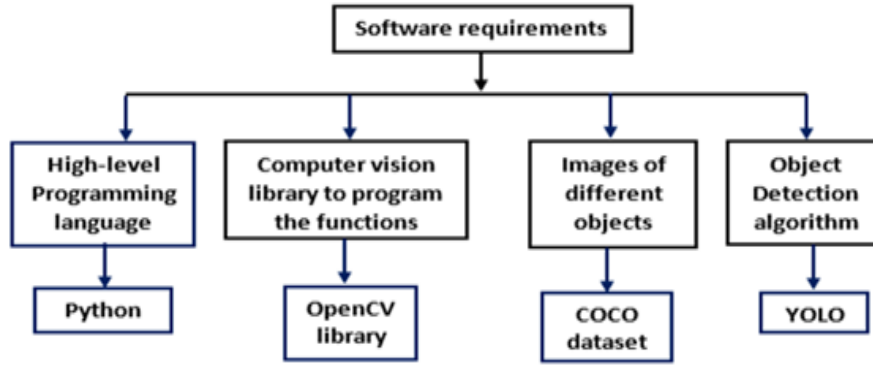 Software requirements
High-level
Programming
language
Computer vision
library to program
the functions
Images of
different
objects
Object
Detection
algorithm
Python
OpenCV
library
COCO
dataset
YOLO